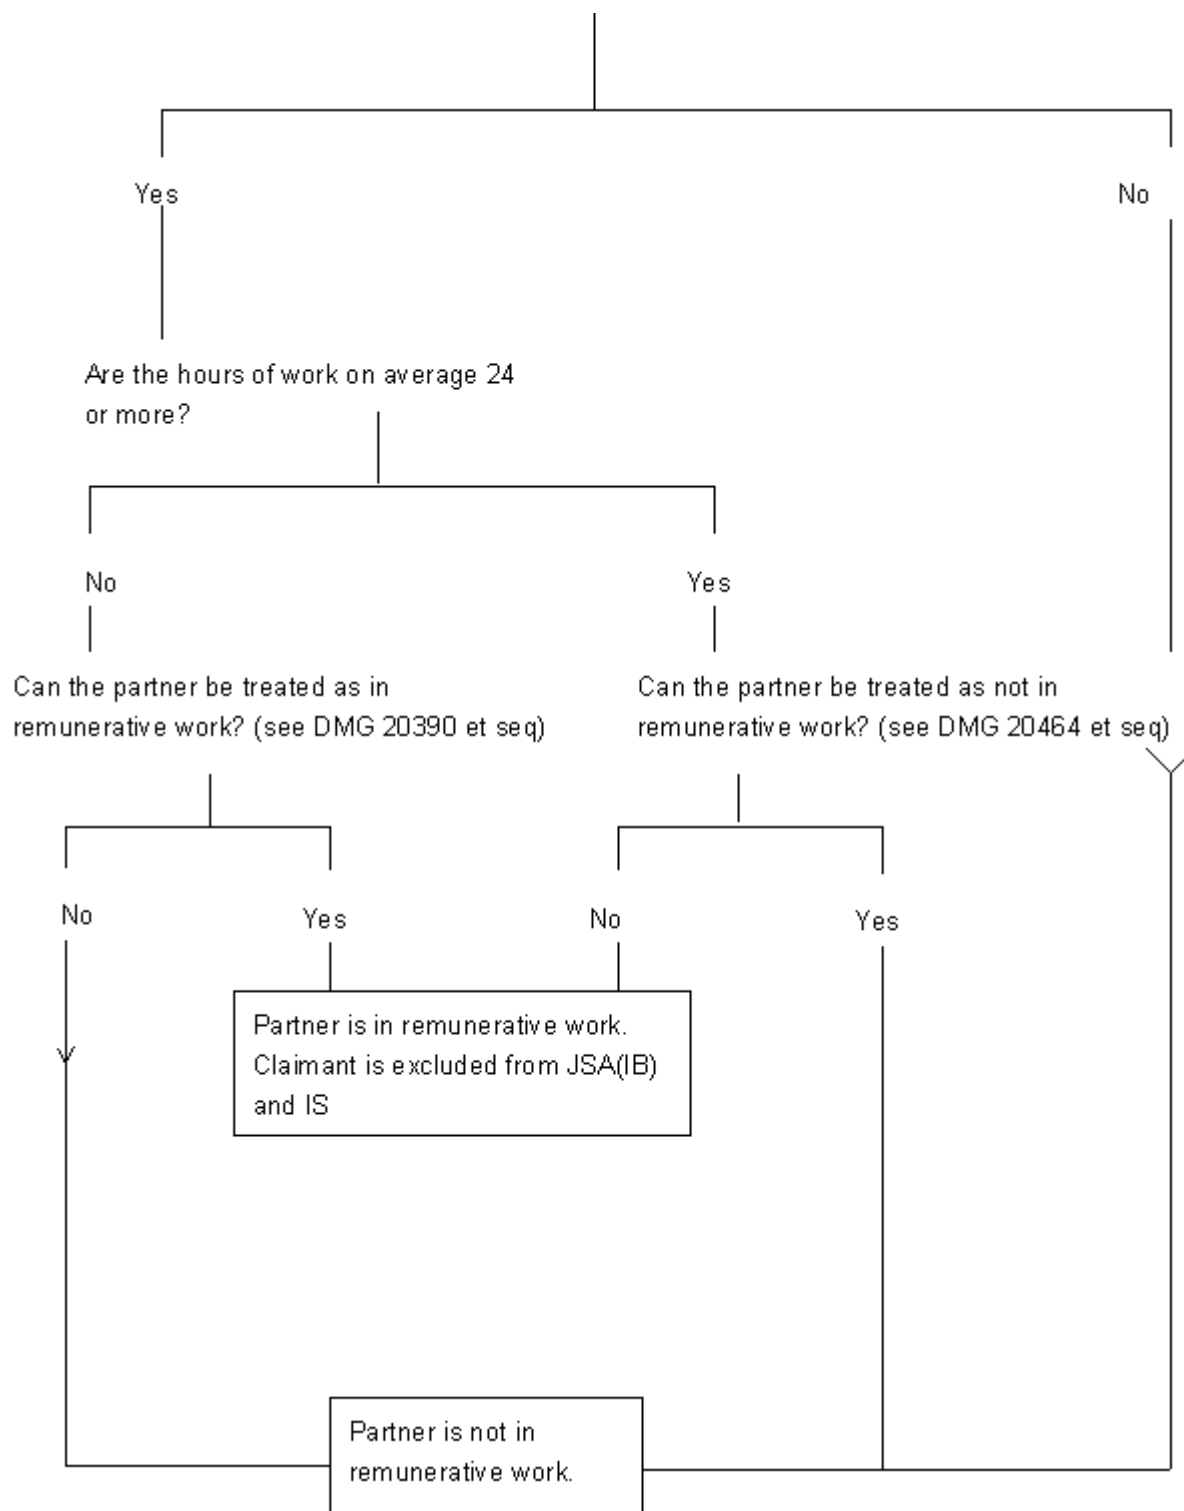 Yes
No
Are the hours of work on average 24
or more?
No
Yes
Can the partner be treated as in
remunerative work? (see DMG 20390 et seq)
Can the partner be treated as not in
remunerative work? (see DMG 20464 et seq)
No
Yes
No
Yes
Partner is in remunerative work.
Claimant is excluded from JSA(IB)
and IS
Partner is not in
remunerative work.